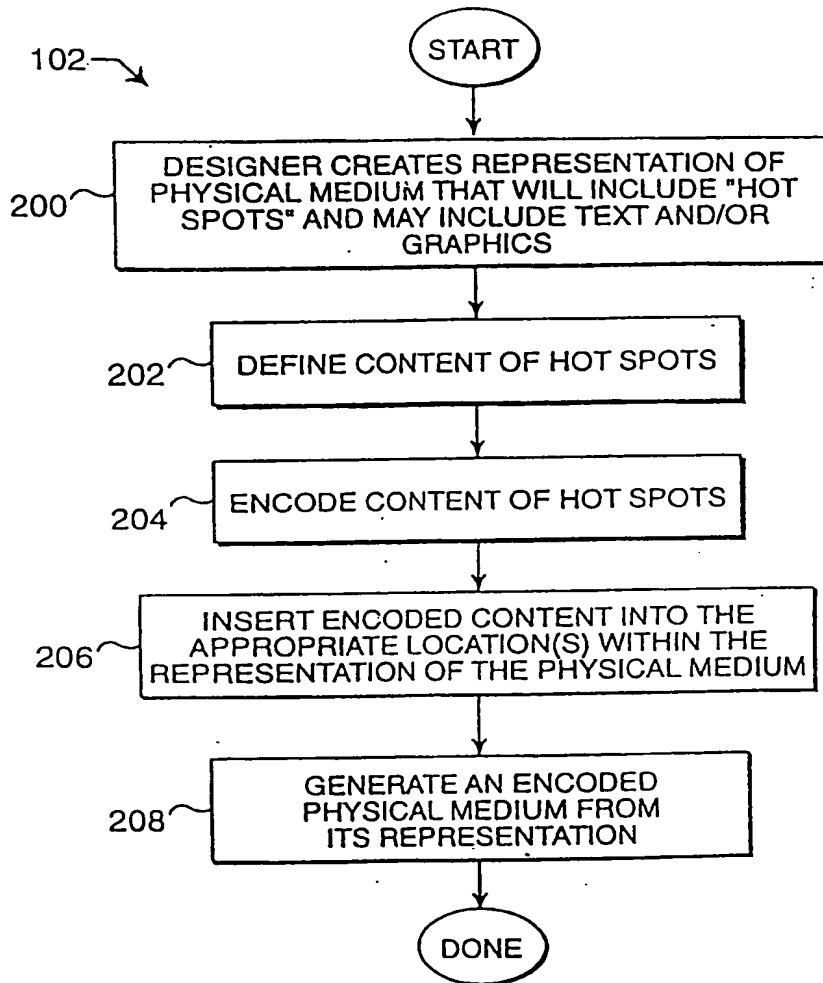 START
102
DESIGNER CREATES REPRESENTATION OF
PHYSICAL MEDIUM THAT WILL INCLUDE "HOT
SPOTS" AND MAY INCLUDE TEXT AND/OR
GRAPHICS
200
DEFINE CONTENT OF HOT SPOTS
202
ENCODE CONTENT OF HOT SPOTS
204
INSERT ENCODED CONTENT INTO THE
APPROPRIATE LOCATION(S) WITHIN THE
REPRESENTATION OF THE PHYSICAL MEDIUM
206
GENERATE AN ENCODED
PHYSICAL MEDIUM FROM
ITS REPRESENTATION
208
DONE